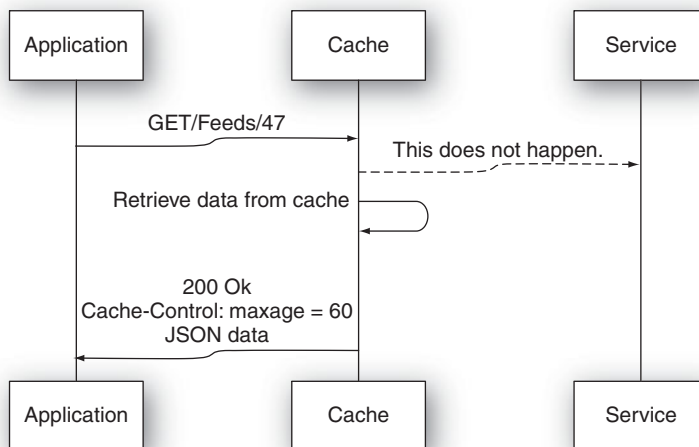 Application
Cache
Service
GET/Feeds/47
This does not happen.
Retrieve data from cache
200 Ok
Cache-Control: maxage = 60
JSON data
Application
Cache
Service